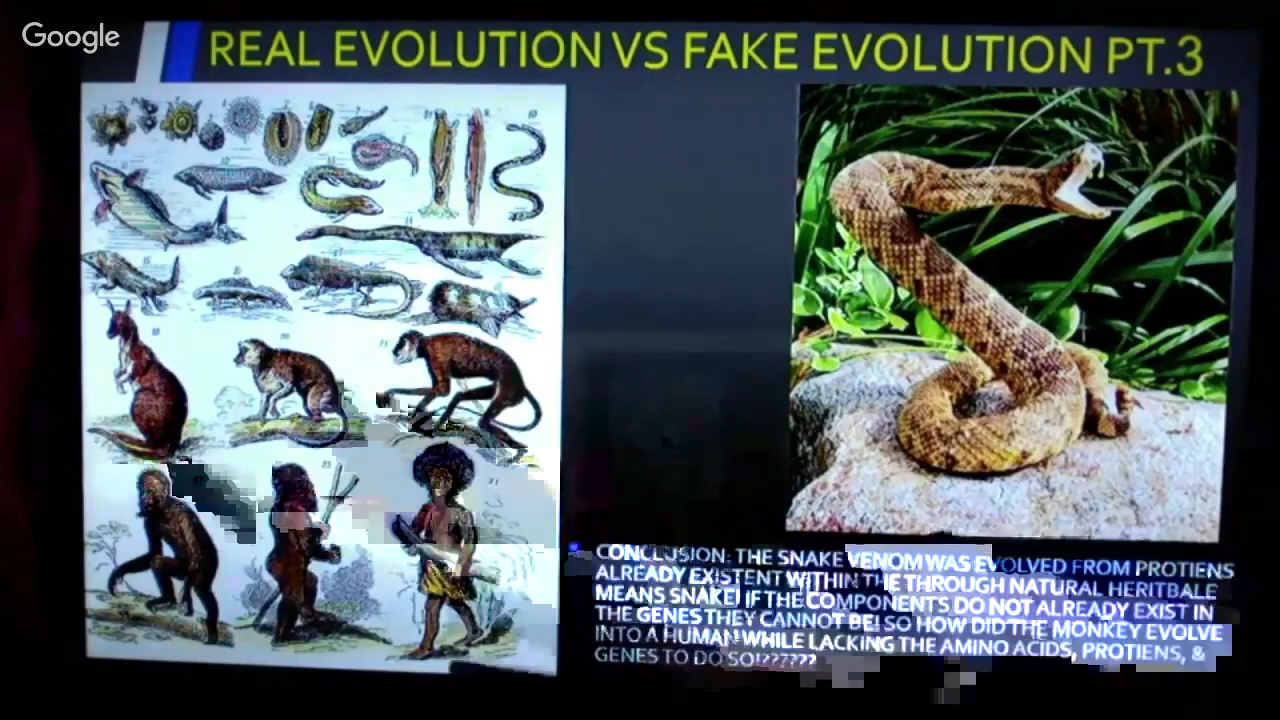 Google
REAL EVOLUTION VS FAKE EVOLUTION PT.3
CONCLUSION: THE SNAKE VENOM WAS EVOLVED FROM PROTIENS
ALREADY EXISTENT WITHIN THE THROUGH NATURAL HERITBALE
MEANS SNAKE! IF THE COMPONENTS DO NOT ALREADY EXIST IN
THE GENES THEY CANNOT BE! SO HOW DID THE MONKEY EVOLVE
INTO A HUMAN WHILE LACKING THE AMINO ACIDS, PROTIENS, &
GENES TO DO SO!??????